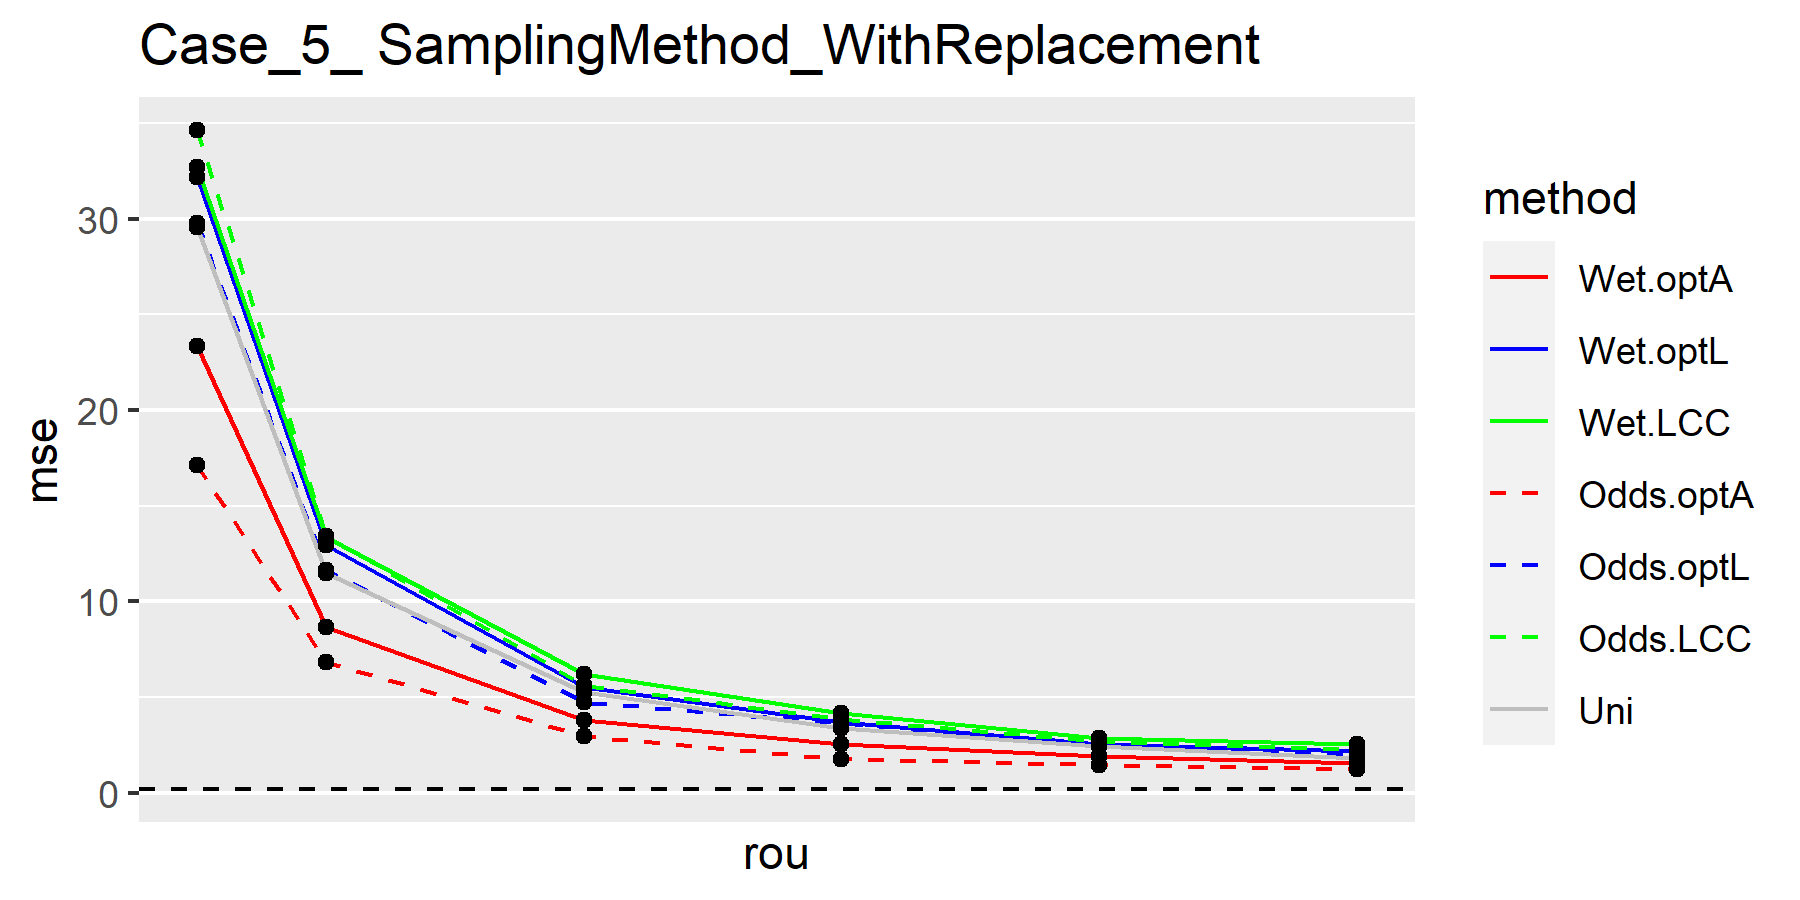 Case_5_ SamplingMethod_WithReplacement
30
20
10
0
mse
rou
method
Wet.optA
Wet.optL
Wet.LCC
Odds.optA
Odds.optL
Odds.LCC
Uni